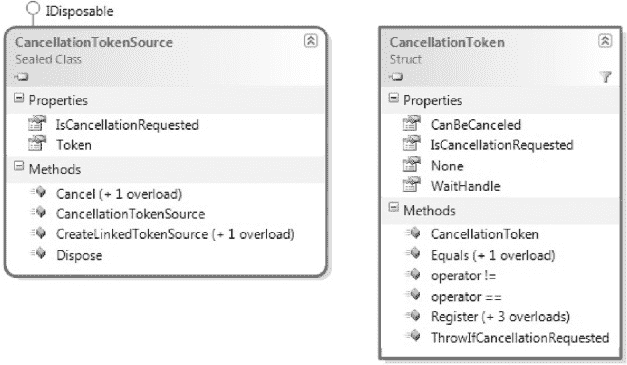 IDisposable
CancellationTokenSource
Sealed Class
Properties
IsCancellationRequested
Token
Methods
Cancel (+ 1 overload)
CancellationTokenSource
CreateLinkedTokenSource (+ 1 overload)
Dispose
CancellationToken
Struct
Properties
CanBeCanceled
IsCancellationRequested
None
WaitHandle
Methods
CancellationToken
Equals (+ 1 overload)
operator !=
operator ==
Register (+ 3 overloads)
ThrowIfCancellationRequested